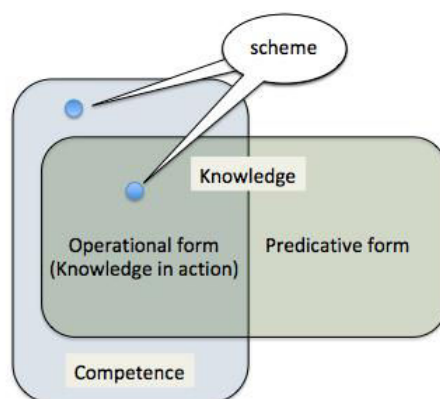 scheme
Knowledge
Operational form
(Knowledge in action)
Predicative form
Competence